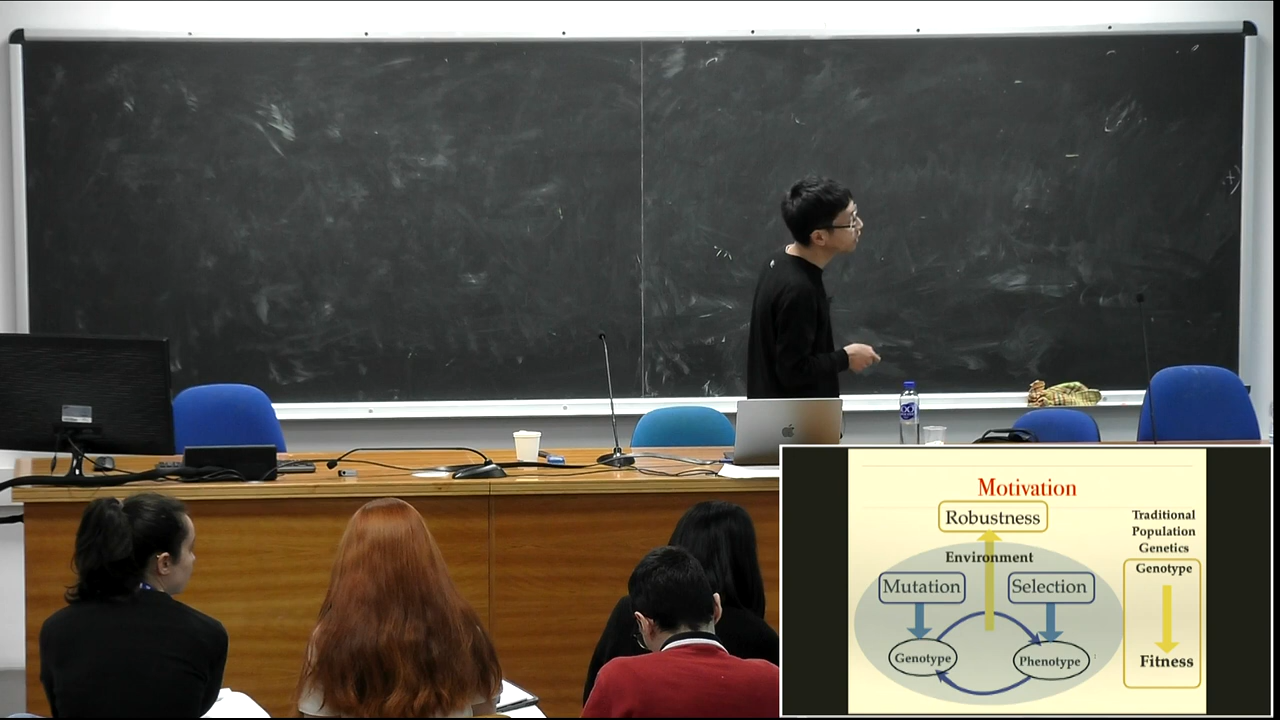 Motivation
Robustness
Environment
Mutation
Selection
Genotype
Phenotype
Traditional
Population
Genetics
Genotype
Fitness